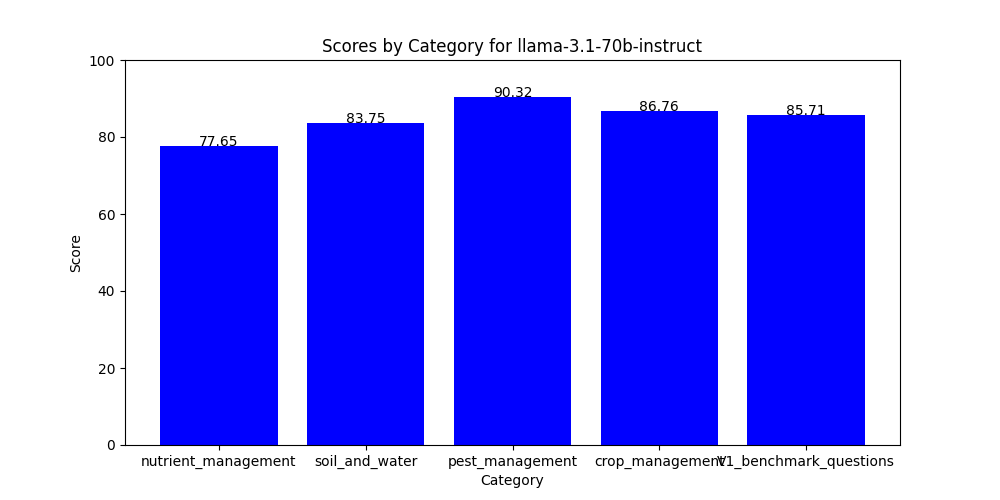 Scores by Category for llama-3.1-70b-instruct
100
80
60
40
20
0
Score
77.65
83.75
90.32
86.76
85.71
nutrient_management
soil_and_water
pest_management
crop_management
V1_benchmark_questions
Category